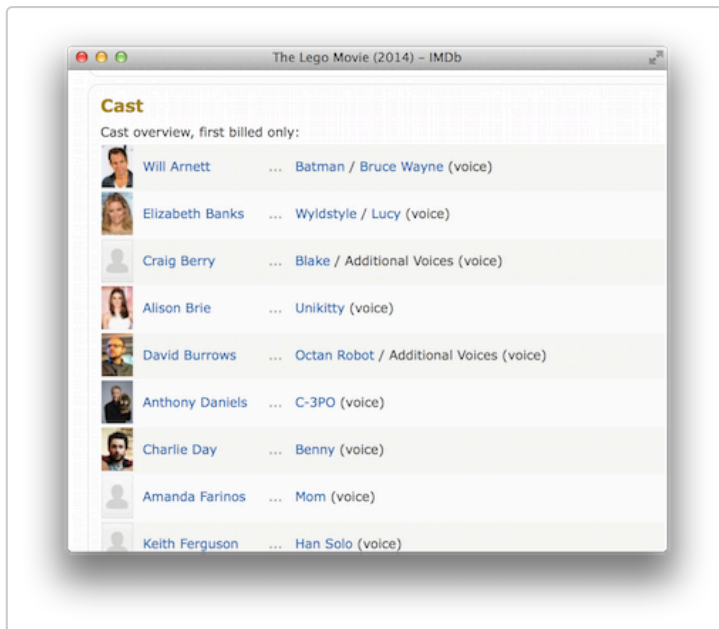 The Lego Movie (2014) – IMDb
Cast
Cast overview, first billed only:
Will Arnett ... Batman / Bruce Wayne (voice)
Elizabeth Banks ... Wyldstyle / Lucy (voice)
Craig Berry ... Blake / Additional Voices (voice)
Alison Brie ... Unikitty (voice)
David Burrows ... Octan Robot / Additional Voices (voice)
Anthony Daniels ... C-3PO (voice)
Charlie Day ... Benny (voice)
Amanda Farinos ... Mom (voice)
Keith Ferguson ... Han Solo (voice)